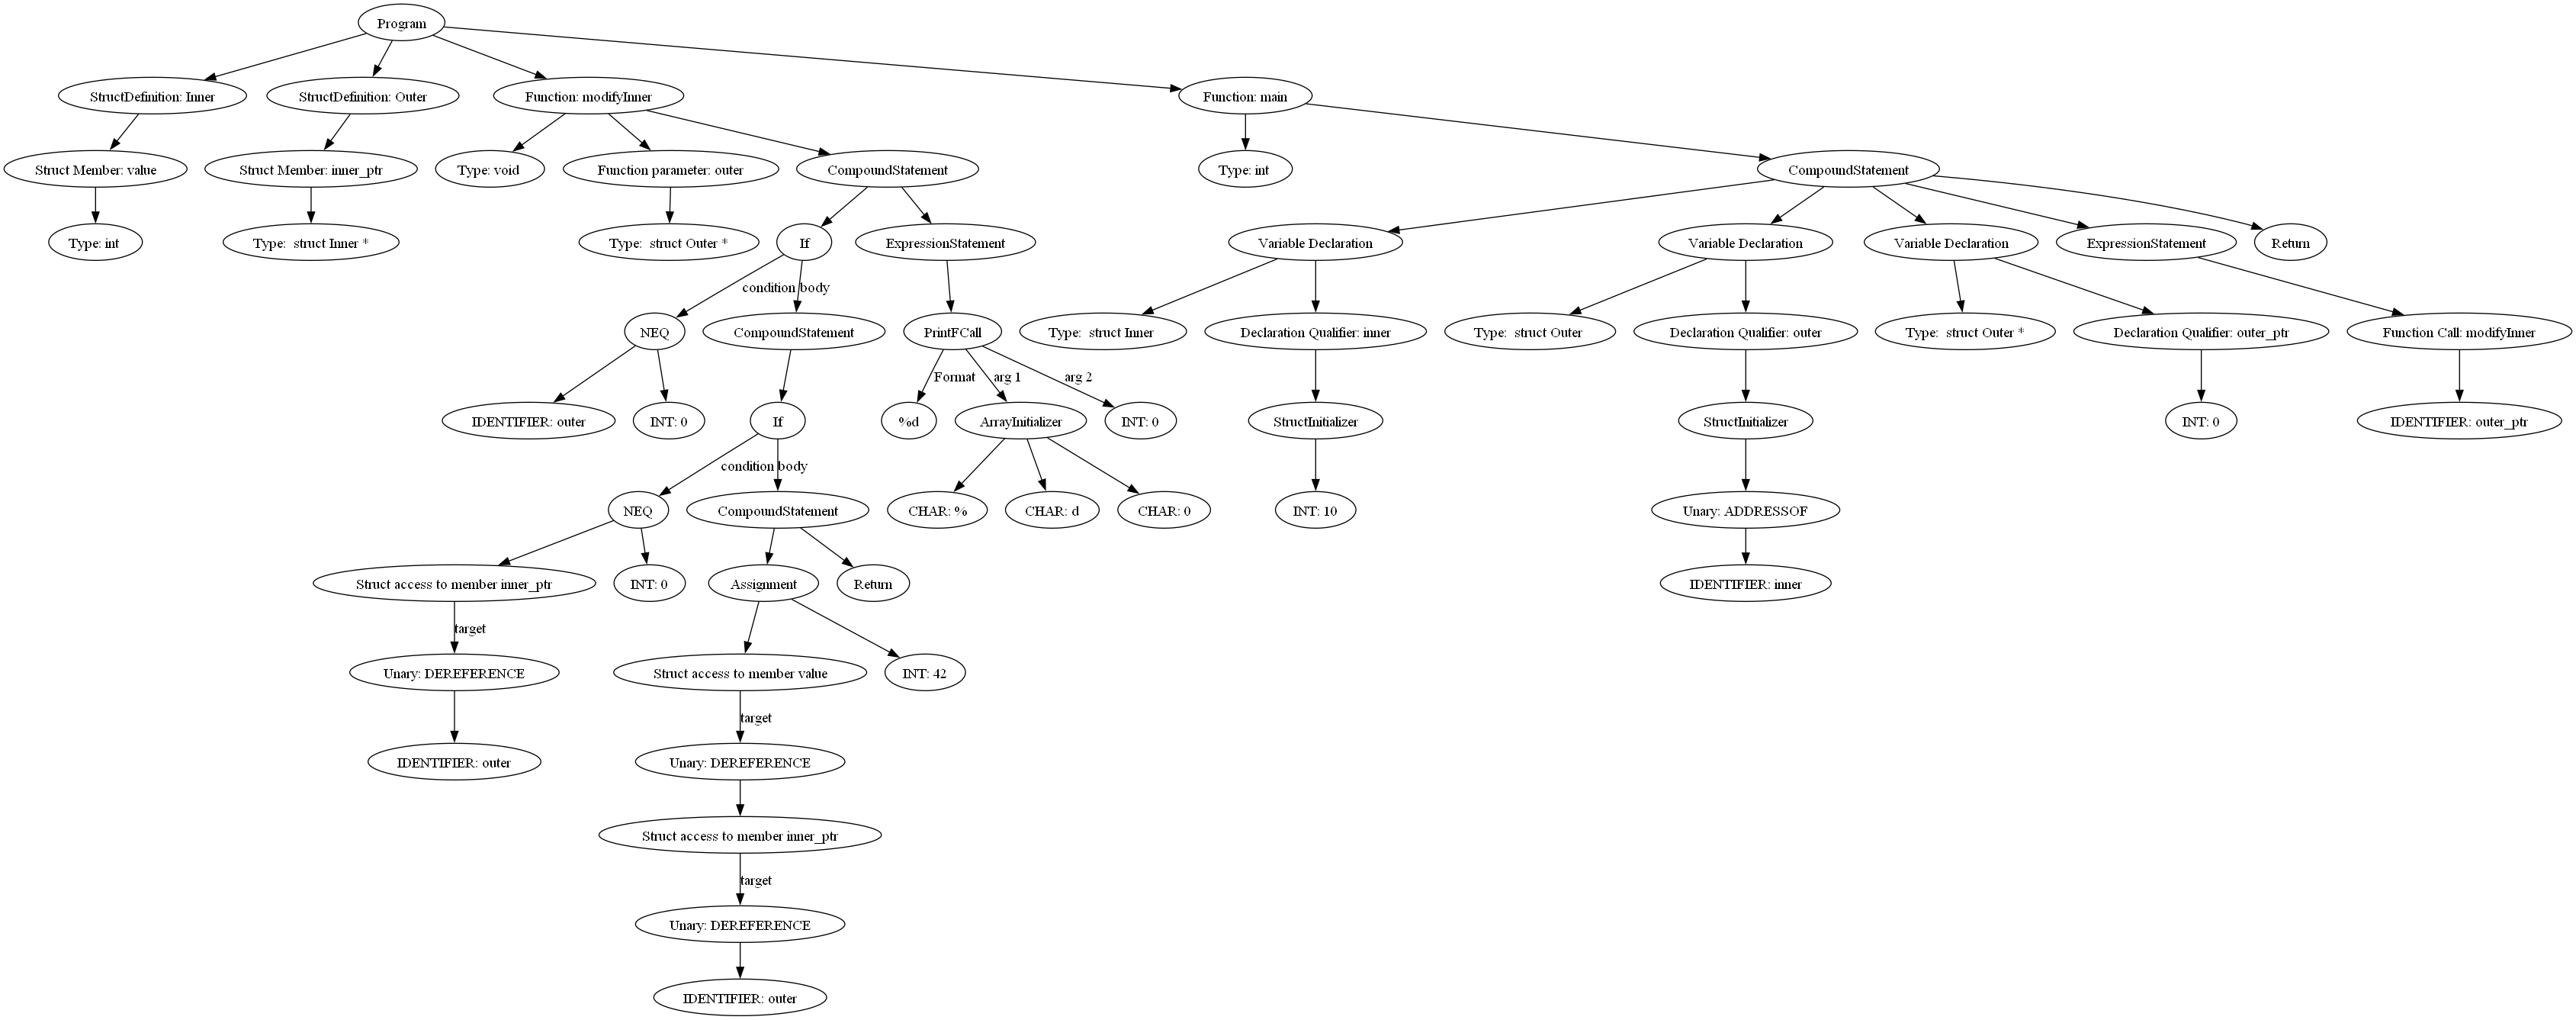 Program
StructDefinition: Inner
StructDefinition: Outer
Function: modifyInner
Function: main
Struct Member: value
Struct Member: inner_ptr
Type: void
Function parameter: outer
CompoundStatement
Type: int
CompoundStatement
Type: int
Type:  struct Inner *
Type:  struct Outer *
If
ExpressionStatement
Variable Declaration
Variable Declaration
Variable Declaration
ExpressionStatement
Return
condition
body
NEQ
CompoundStatement
PrintFCall
Type:  struct Inner
Declaration Qualifier: inner
Type:  struct Outer
Declaration Qualifier: outer
Type:  struct Outer *
Declaration Qualifier: outer_ptr
Function Call: modifyInner
Format
arg 1
arg 2
IDENTIFIER: outer
INT: 0
If
%d
ArrayInitializer
INT: 0
StructInitializer
StructInitializer
INT: 0
IDENTIFIER: outer_ptr
condition
body
NEQ
CompoundStatement
CHAR: %
CHAR: d
CHAR: 0
INT: 10
Unary: ADDRESSOF
Struct access to member inner_ptr
INT: 0
Assignment
Return
IDENTIFIER: inner
target
Unary: DEREFERENCE
Struct access to member value
INT: 42
target
IDENTIFIER: outer
Unary: DEREFERENCE
Struct access to member inner_ptr
target
Unary: DEREFERENCE
IDENTIFIER: outer